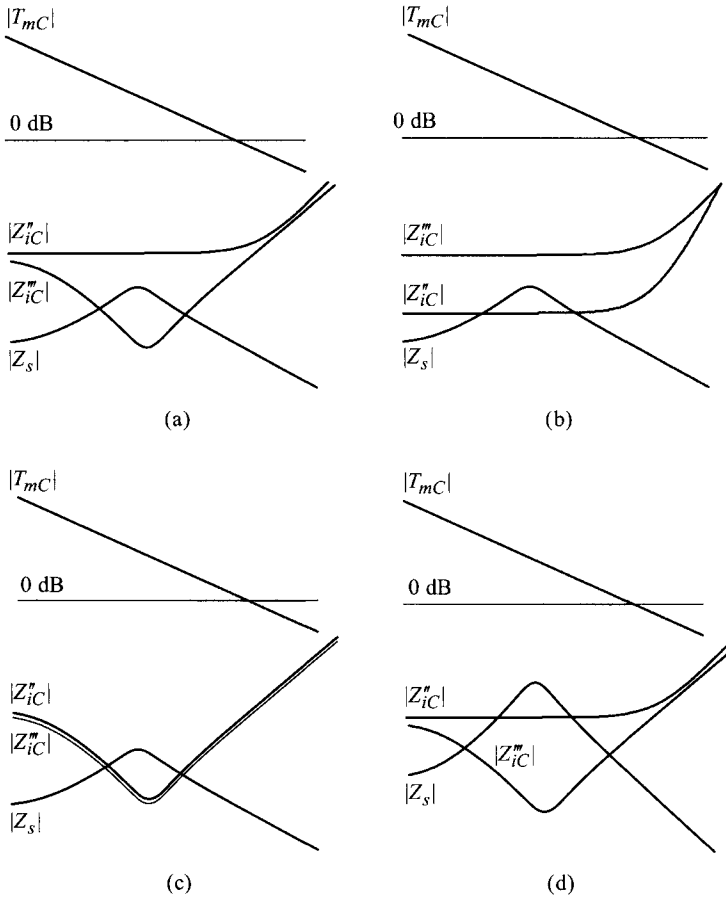 |T_mC|
0 dB
|Z''_iC|
|Z'''_iC|
|Z_s|
(a)
|T_mC|
0 dB
|Z'''_iC|
|Z''_iC|
|Z_s|
(b)
|T_mC|
0 dB
|Z''_iC|
|Z'''_iC|
|Z_s|
(c)
|T_mC|
0 dB
|Z''_iC|
|Z'''_iC|
|Z_s|
(d)